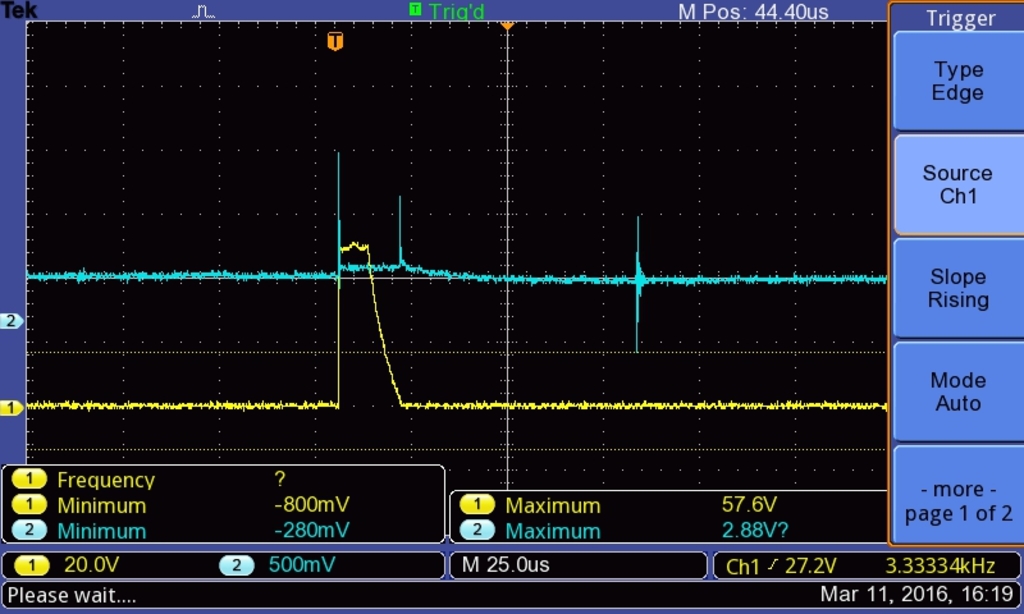 Tek
T Trig'd
M Pos: 44.40us
Trigger
T
Type
Edge
Source
Ch1
Slope
Rising
2
Mode
Auto
1
- more -
page 1 of 2
1 Frequency ?
1 Minimum -800mV
2 Minimum -280mV
1 Maximum 57.6V
2 Maximum 2.88V?
1 20.0V
2 500mV
M 25.0us
Ch1 27.2V 3.33334kHz
Please wait....
Mar 11, 2016, 16:19